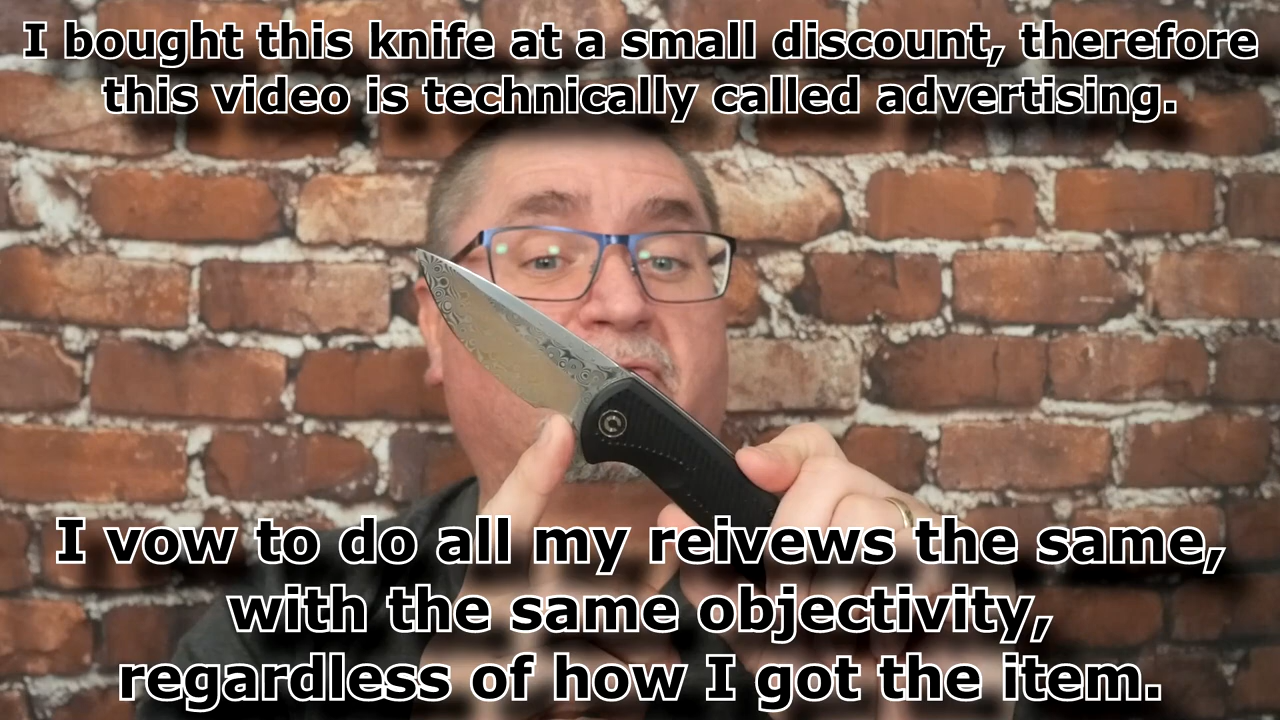 I bought this knife at a small discount, therefore
this video is technically called advertising.
I vow to do all my reivews the same,
with the same objectivity,
regardless of how I got the item.